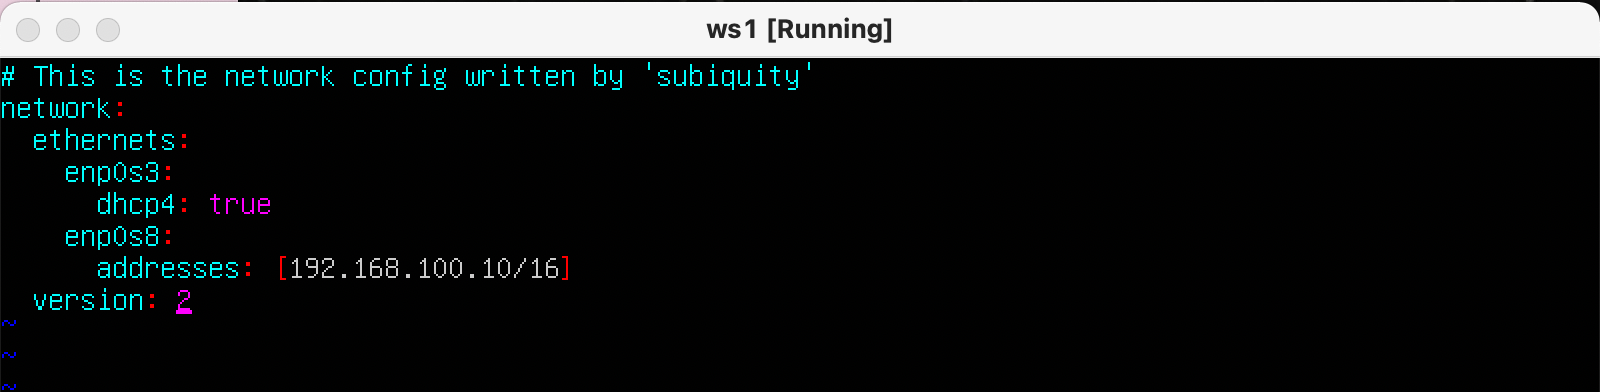 ws1 [Running]
# This is the network config written by 'subiquity'
network:
  ethernets:
    enp0s3:
      dhcp4: true
    enp0s8:
      addresses: [192.168.100.10/16]
  version: 2
~
~
~